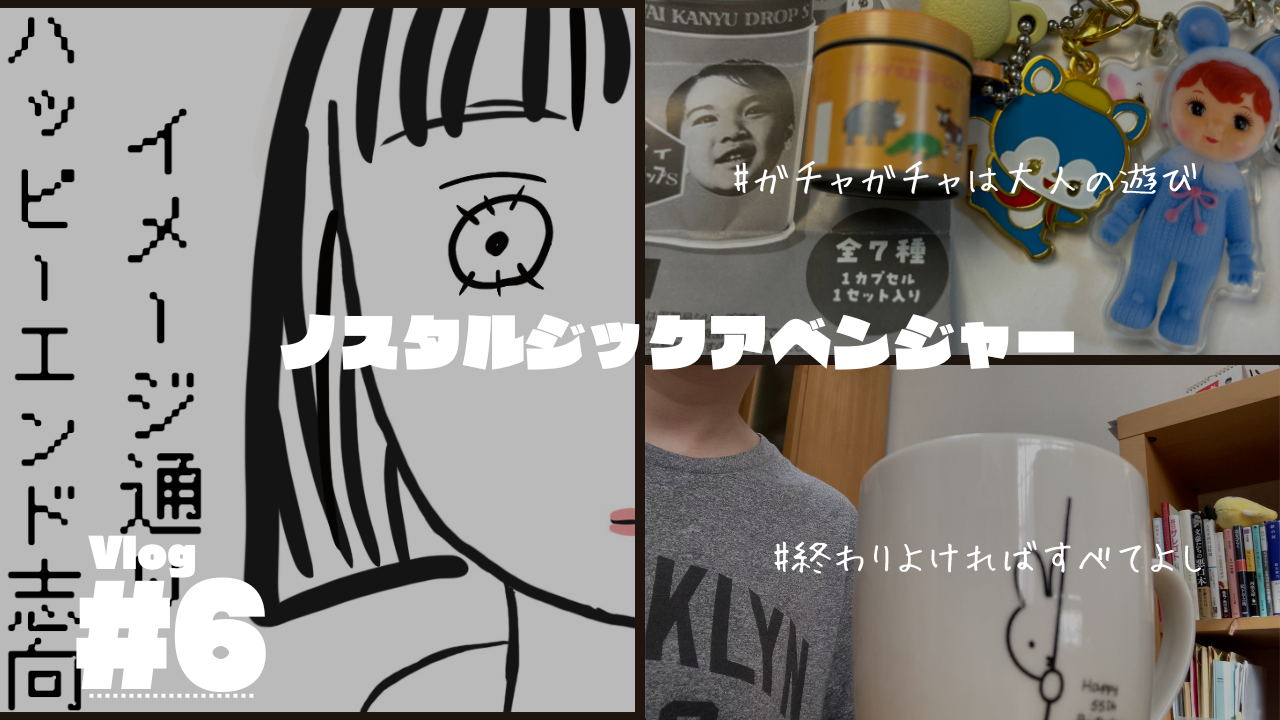 イメージ通り
ハッピーエンド志向
Vlog
#6
ノスタルジックアベンジャー
AI KANYU DROP S
#ガチャガチャは大人の遊び
全7種
1カプセル
1セット入り
#終わりよければすべてよし
KLYN
Happy
55th